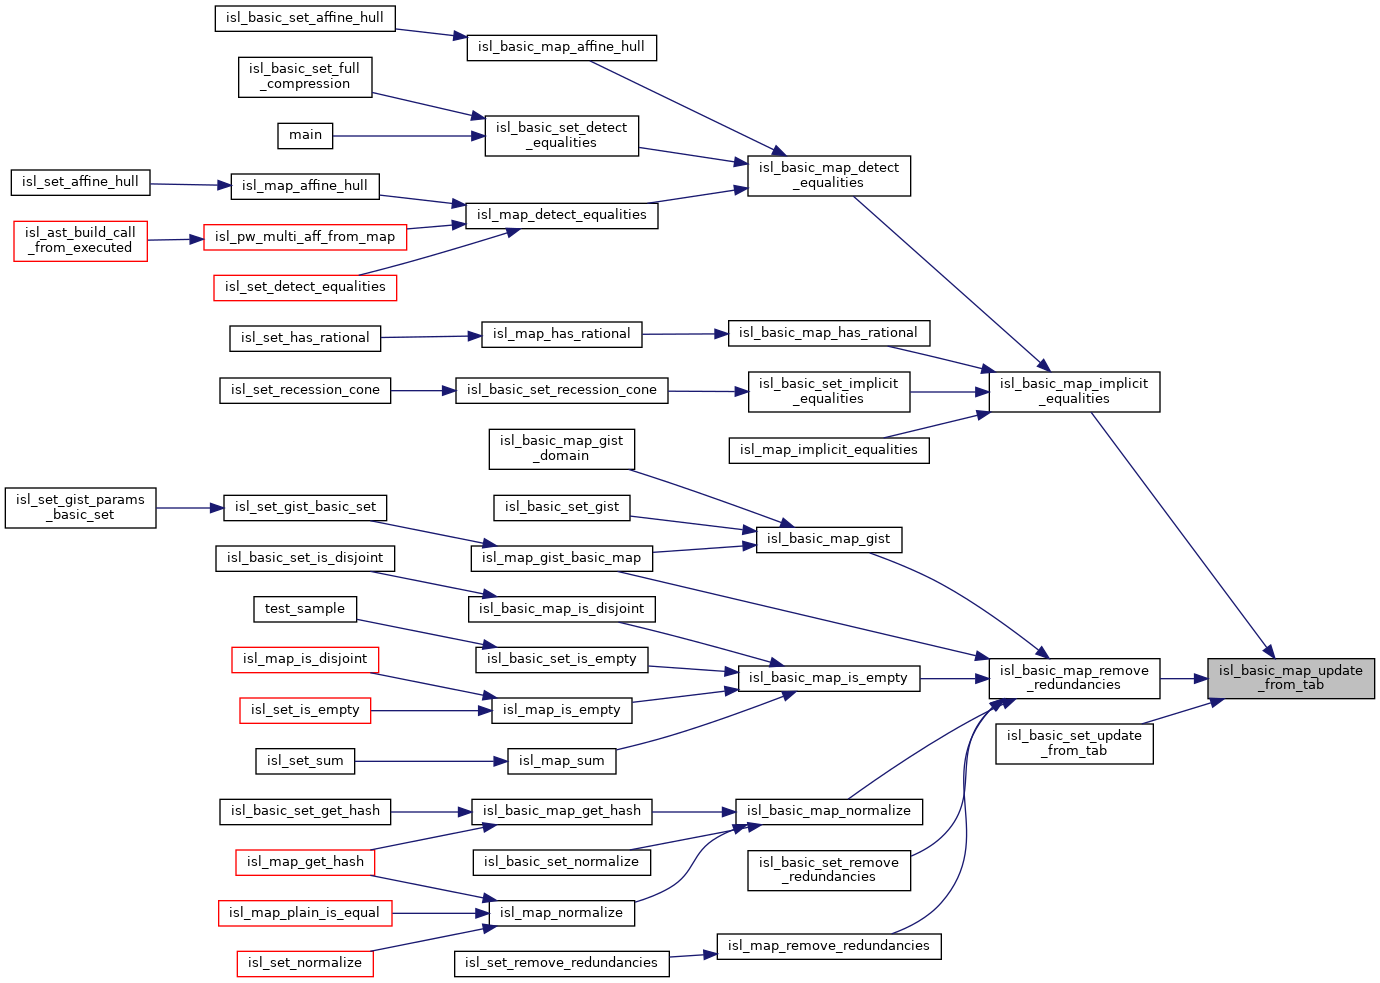 isl_basic_set_affine_hull
isl_basic_map_affine_hull
isl_basic_set_full
_compression
isl_basic_set_detect
_equalities
main
isl_basic_map_detect
_equalities
isl_set_affine_hull
isl_map_affine_hull
isl_map_detect_equalities
isl_ast_build_call
_from_executed
isl_pw_multi_aff_from_map
isl_set_detect_equalities
isl_set_has_rational
isl_map_has_rational
isl_basic_map_has_rational
isl_set_recession_cone
isl_basic_set_recession_cone
isl_basic_set_implicit
_equalities
isl_basic_map_implicit
_equalities
isl_map_implicit_equalities
isl_basic_map_gist
_domain
isl_set_gist_params
_basic_set
isl_set_gist_basic_set
isl_basic_set_gist
isl_basic_map_gist
isl_map_gist_basic_map
isl_basic_set_is_disjoint
isl_basic_map_is_disjoint
test_sample
isl_basic_set_is_empty
isl_map_is_disjoint
isl_basic_map_is_empty
isl_basic_map_remove
_redundancies
isl_basic_map_update
_from_tab
isl_set_is_empty
isl_map_is_empty
isl_basic_set_update
_from_tab
isl_set_sum
isl_map_sum
isl_basic_set_get_hash
isl_basic_map_get_hash
isl_basic_map_normalize
isl_map_get_hash
isl_basic_set_normalize
isl_basic_set_remove
_redundancies
isl_map_plain_is_equal
isl_map_normalize
isl_map_remove_redundancies
isl_set_normalize
isl_set_remove_redundancies